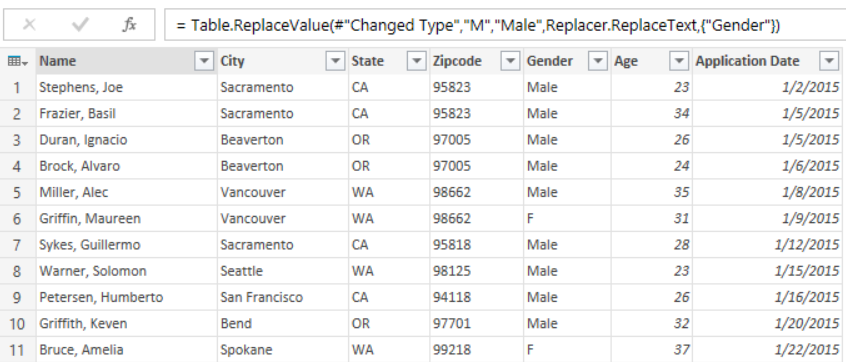 fx = Table.ReplaceValue(#"Changed Type","M","Male",Replacer.ReplaceText,{"Gender"})
Name City State Zipcode Gender Age Application Date
1 Stephens, Joe Sacramento CA 95823 Male 23 1/2/2015
2 Frazier, Basil Sacramento CA 95823 Male 34 1/5/2015
3 Duran, Ignacio Beaverton OR 97005 Male 26 1/5/2015
4 Brock, Alvaro Beaverton OR 97005 Male 24 1/6/2015
5 Miller, Alec Vancouver WA 98662 Male 35 1/8/2015
6 Griffin, Maureen Vancouver WA 98662 F 31 1/9/2015
7 Sykes, Guillermo Sacramento CA 95818 Male 28 1/12/2015
8 Warner, Solomon Seattle WA 98125 Male 23 1/15/2015
9 Petersen, Humberto San Francisco CA 94118 Male 26 1/16/2015
10 Griffith, Keven Bend OR 97701 Male 32 1/20/2015
11 Bruce, Amelia Spokane WA 99218 F 37 1/22/2015